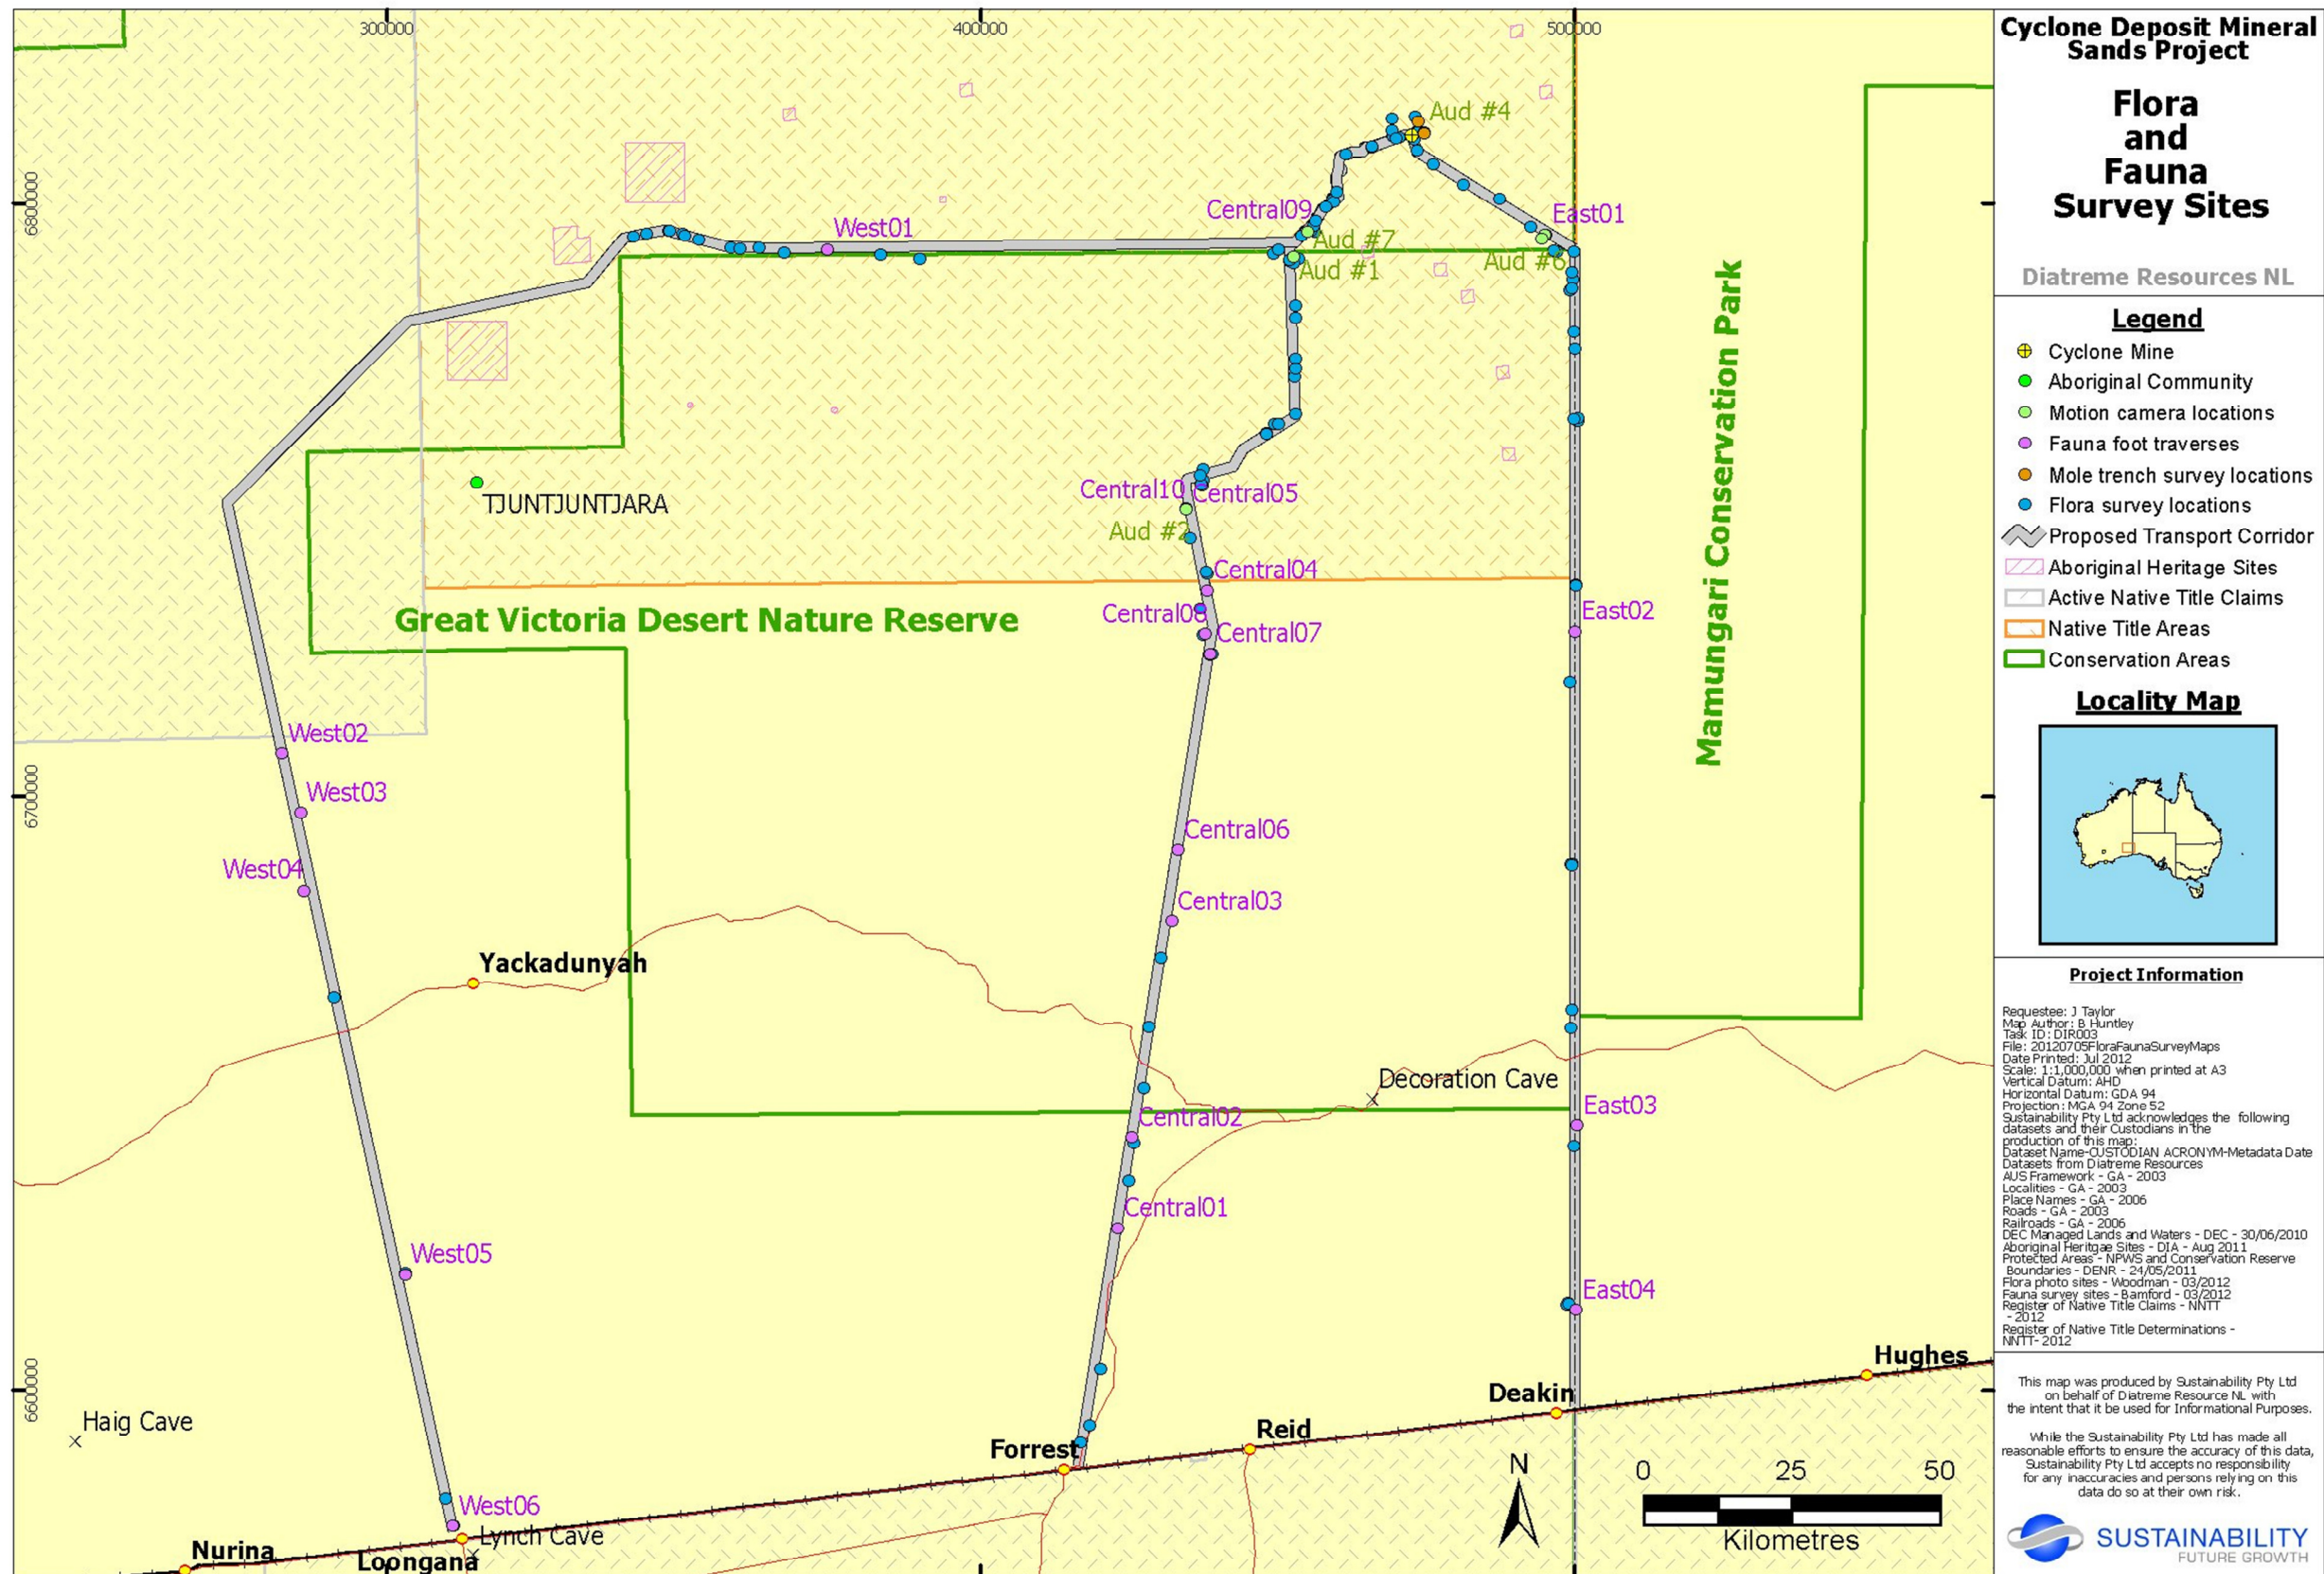 300000
400000
500000
6800000
6700000
6600000
Aud #4
Central09
East01
West01
Aud #7
Aud #6
Aud #1
Central10
Central05
TJUNTJUNTJARA
Aud #2
Central04
Great Victoria Desert Nature Reserve
Central08
East02
Central07
Mamungari Conservation Park
West02
West03
Central06
West04
Central03
Yackadunyah
Decoration Cave
East03
Central02
Central01
West05
East04
Hughes
Deakin
Haig Cave
Reid
Forrest
West06
Lynch Cave
Nurina
Loongana
N
0 25 50
Kilometres
Cyclone Deposit Mineral
Sands Project
Flora
and
Fauna
Survey Sites
Diatreme Resources NL
Legend
Cyclone Mine
Aboriginal Community
Motion camera locations
Fauna foot traverses
Mole trench survey locations
Flora survey locations
Proposed Transport Corridor
Aboriginal Heritage Sites
Active Native Title Claims
Native Title Areas
Conservation Areas
Locality Map
Project Information
Requestee: J Taylor
Map Author: B Huntley
Task ID: DIR003
File: 20120705FloraFaunaSurveyMaps
Date Printed: Jul 2012
Scale: 1:1,000,000 when printed at A3
Vertical Datum: AHD
Horizontal Datum: GDA 94
Projection: MGA 94 Zone 52
Sustainability Pty Ltd acknowledges the following
datasets and their Custodians in the
production of this map:
Dataset Name-CUSTODIAN ACRONYM-Metadata Date
Datasets from Diatreme Resources
AUS Framework - GA - 2003
Localities - GA - 2003
Place Names - GA - 2006
Roads - GA - 2003
Railroads - GA - 2006
DEC Managed Lands and Waters - DEC - 30/06/2010
Aboriginal Heritgae Sites - DIA - Aug 2011
Protected Areas - NPWS and Conservation Reserve
Boundaries - DENR - 24/05/2011
Flora photo sites - Woodman - 03/2012
Fauna survey sites - Bamford - 03/2012
Register of Native Title Claims - NNTT
- 2012
Register of Native Title Determinations -
NNTT- 2012
This map was produced by Sustainability Pty Ltd
on behalf of Diatreme Resource NL with
the intent that it be used for Informational Purposes.
While the Sustainability Pty Ltd has made all
reasonable efforts to ensure the accuracy of this data,
Sustainability Pty Ltd accepts no responsibility
for any inaccuracies and persons relying on this
data do so at their own risk.
SUSTAINABILITY
FUTURE GROWTH